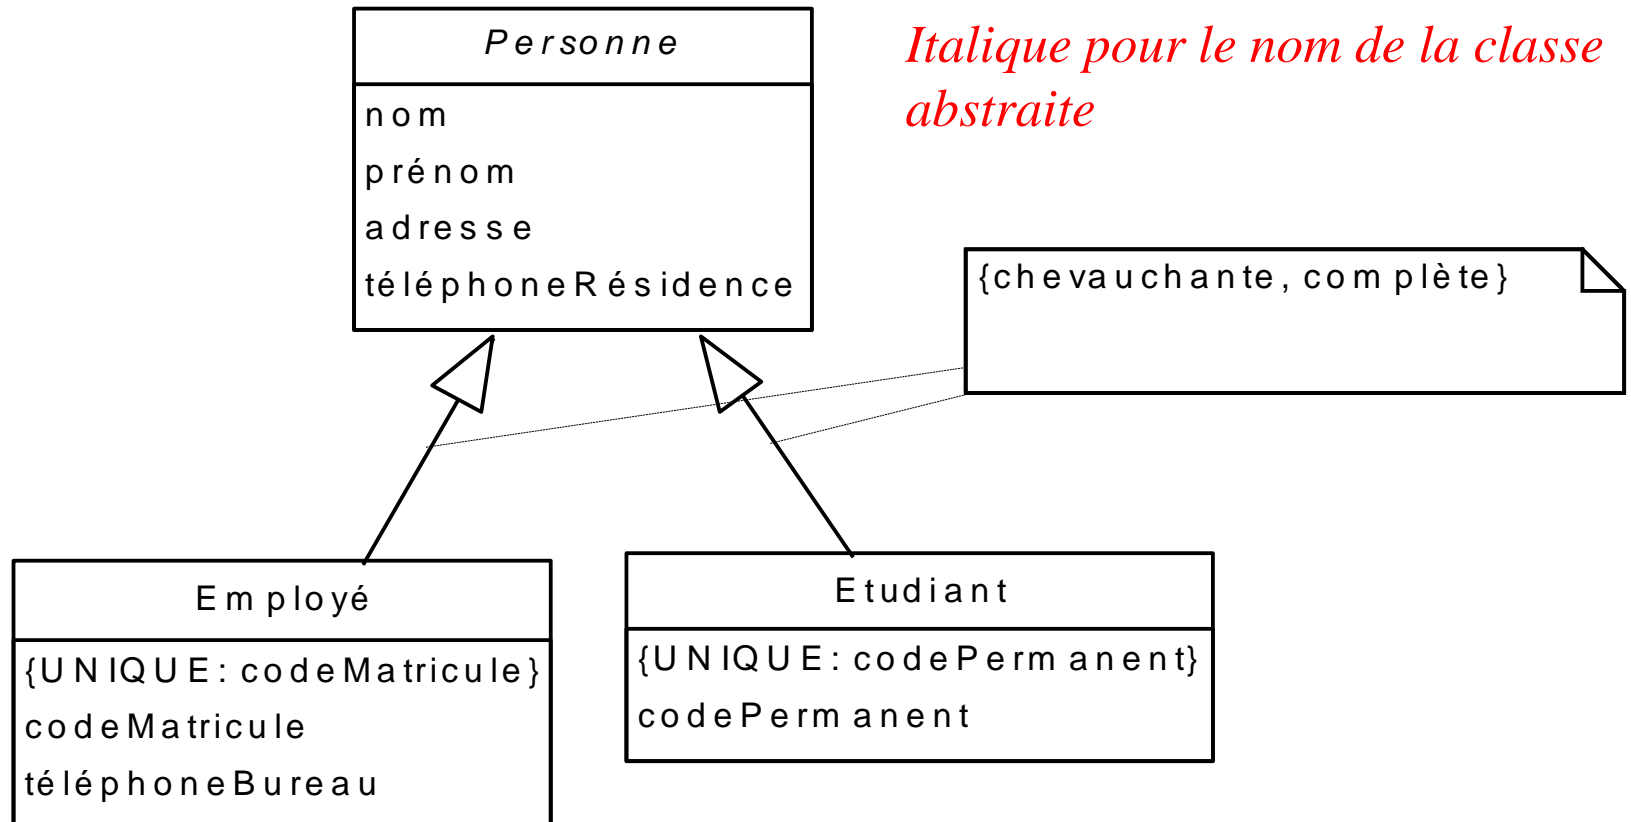 Personne
Italique pour le nom de la classe
abstraite
nom
prénom
adresse
téléphoneRésidence
{chevauchante, complète}
Employé
{UNIQUE: codeMatricule}
codeMatricule
téléphoneBureau
Etudiant
{UNIQUE: codePermanent}
codePermanent